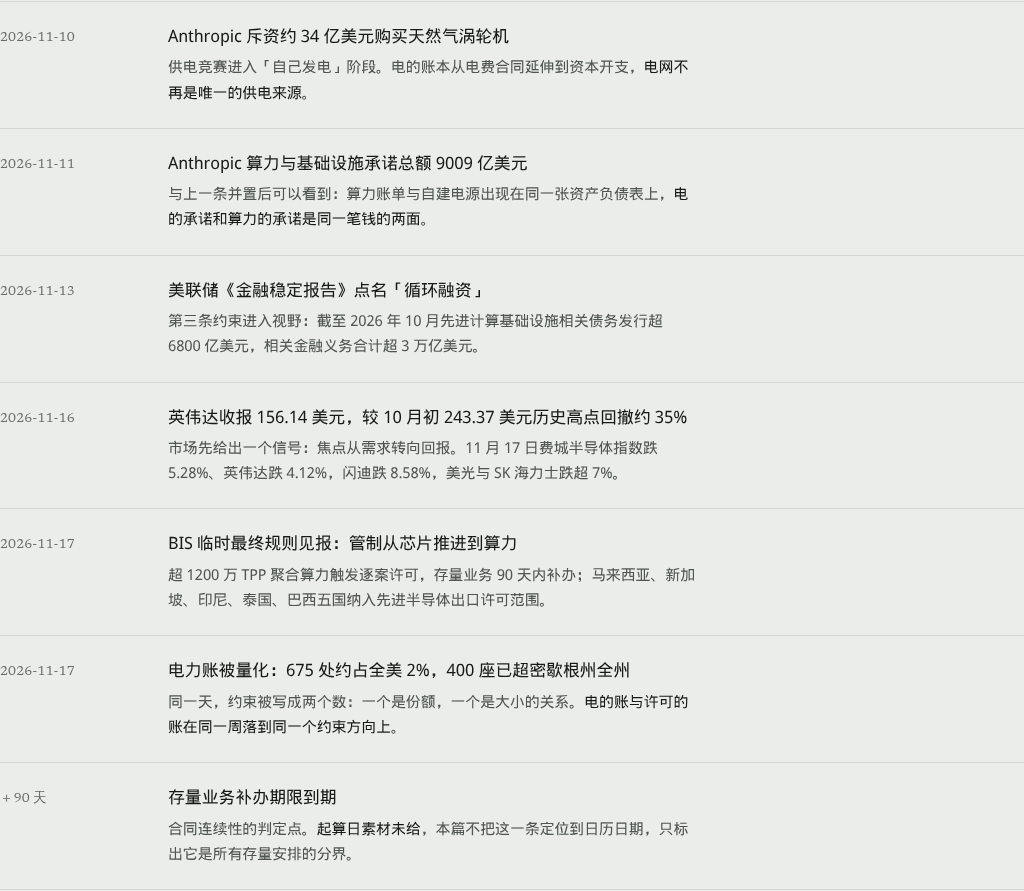 2026-11-10
Anthropic 斥资约 34 亿美元购买天然气涡轮机
供电竞赛进入「自己发电」阶段。电的账本从电费合同延伸到资本开支，电网不
再是唯一的供电来源。
2026-11-11
Anthropic 算力与基础设施承诺总额 9009 亿美元
与上一条并置后可以看到：算力账单与自建电源出现在同一张资产负债表上，电
的承诺和算力的承诺是同一笔钱的两面。
2026-11-13
美联储《金融稳定报告》点名「循环融资」
第三条约束进入视野：截至 2026 年 10 月先进计算基础设施相关债务发行超
6800 亿美元，相关金融义务合计超 3 万亿美元。
2026-11-16
英伟达收报 156.14 美元，较 10 月初 243.37 美元历史高点回撤约 35%
市场先给出一个信号：焦点从需求转向回报。11 月 17 日费城半导体指数跌
5.28%、英伟达跌 4.12%，闪迪跌 8.58%，美光与 SK 海力士跌超 7%。
2026-11-17
BIS 临时最终规则见报：管制从芯片推进到算力
超 1200 万 TPP 聚合算力触发逐案许可，存量业务 90 天内补办；马来西亚、新加
坡、印尼、泰国、巴西五国纳入先进半导体出口许可范围。
2026-11-17
电力账被量化：675 处约占全美 2%，400 座已超密歇根州全州
同一天，约束被写成两个数：一个是份额，一个是大小的关系。电的账与许可的
账在同一周落到同一个约束方向上。
+ 90 天
存量业务补办期限到期
合同连续性的判定点。起算日素材未给，本篇不把这一条定位到日历日期，只标
出它是所有存量安排的分界。